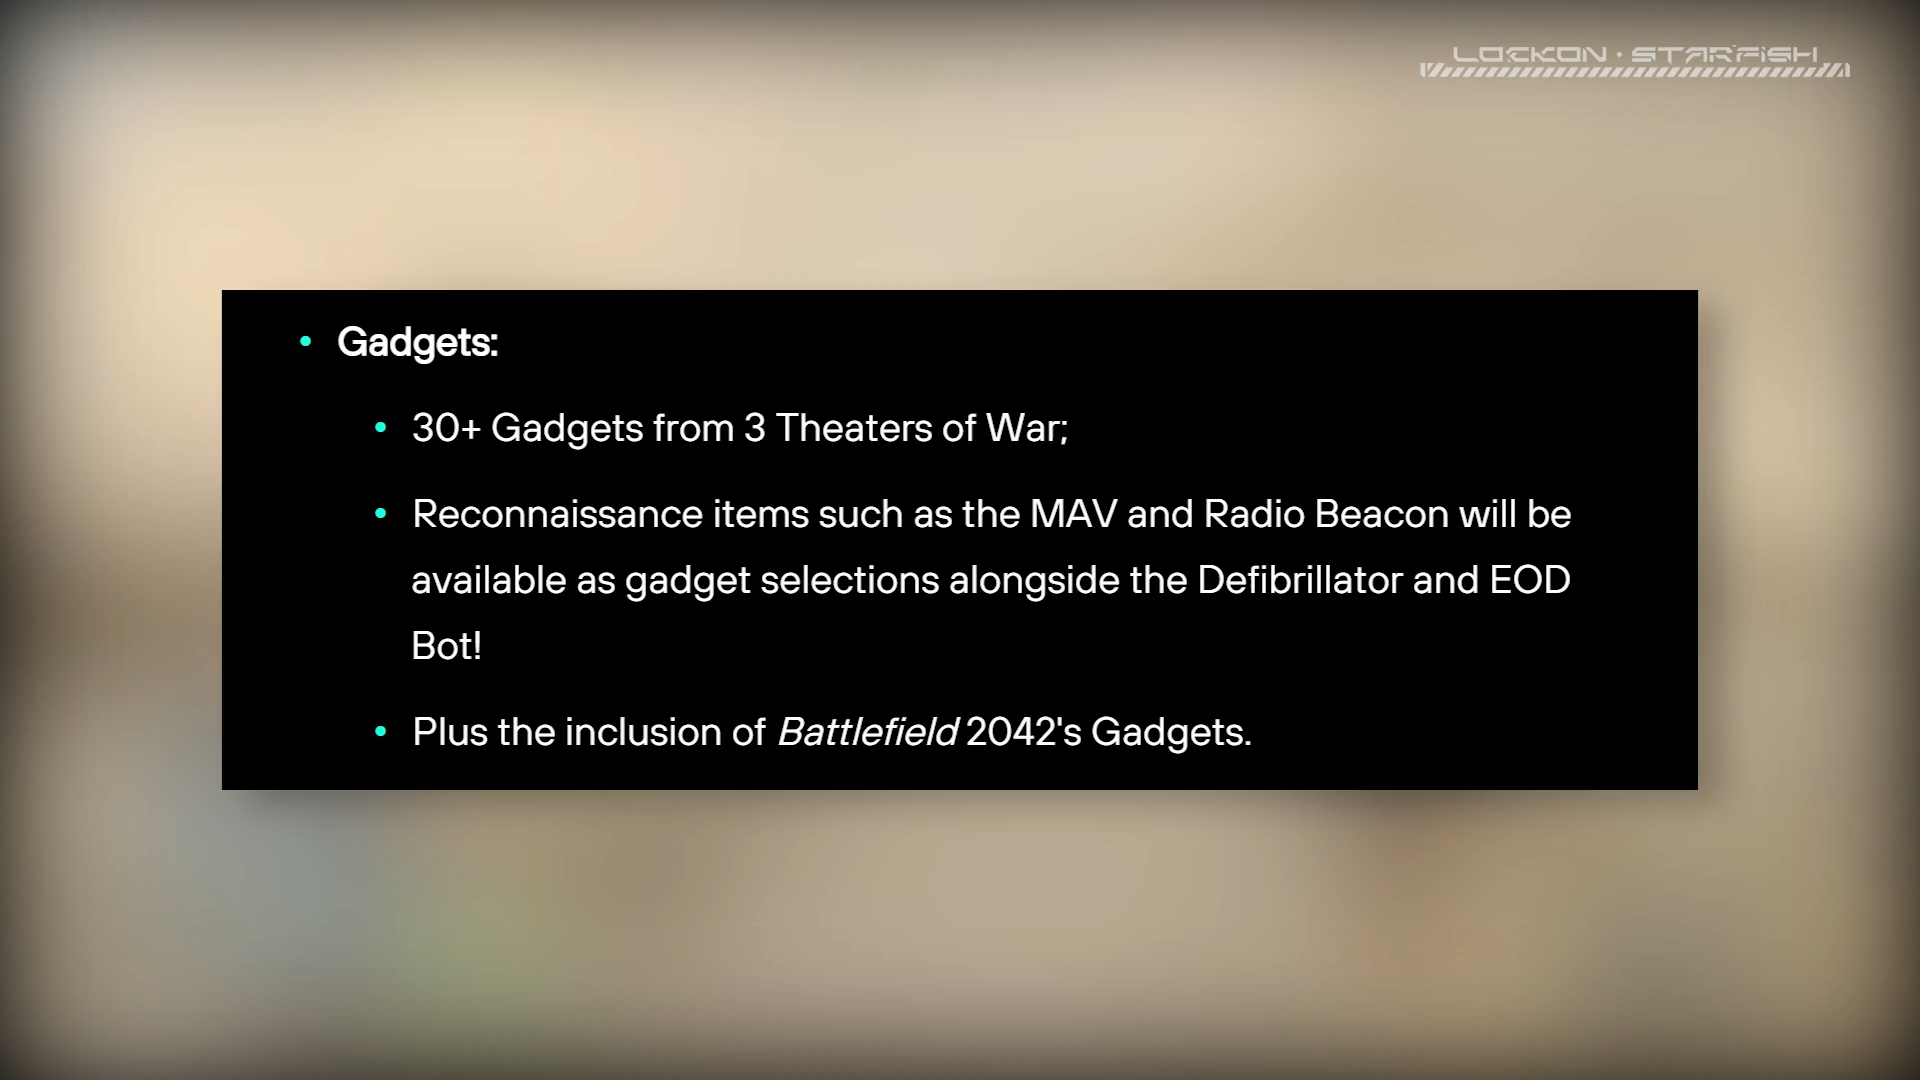 LOCKON · STARFISH
• Gadgets:
• 30+ Gadgets from 3 Theaters of War;
• Reconnaissance items such as the MAV and Radio Beacon will be
available as gadget selections alongside the Defibrillator and EOD
Bot!
• Plus the inclusion of Battlefield 2042's Gadgets.